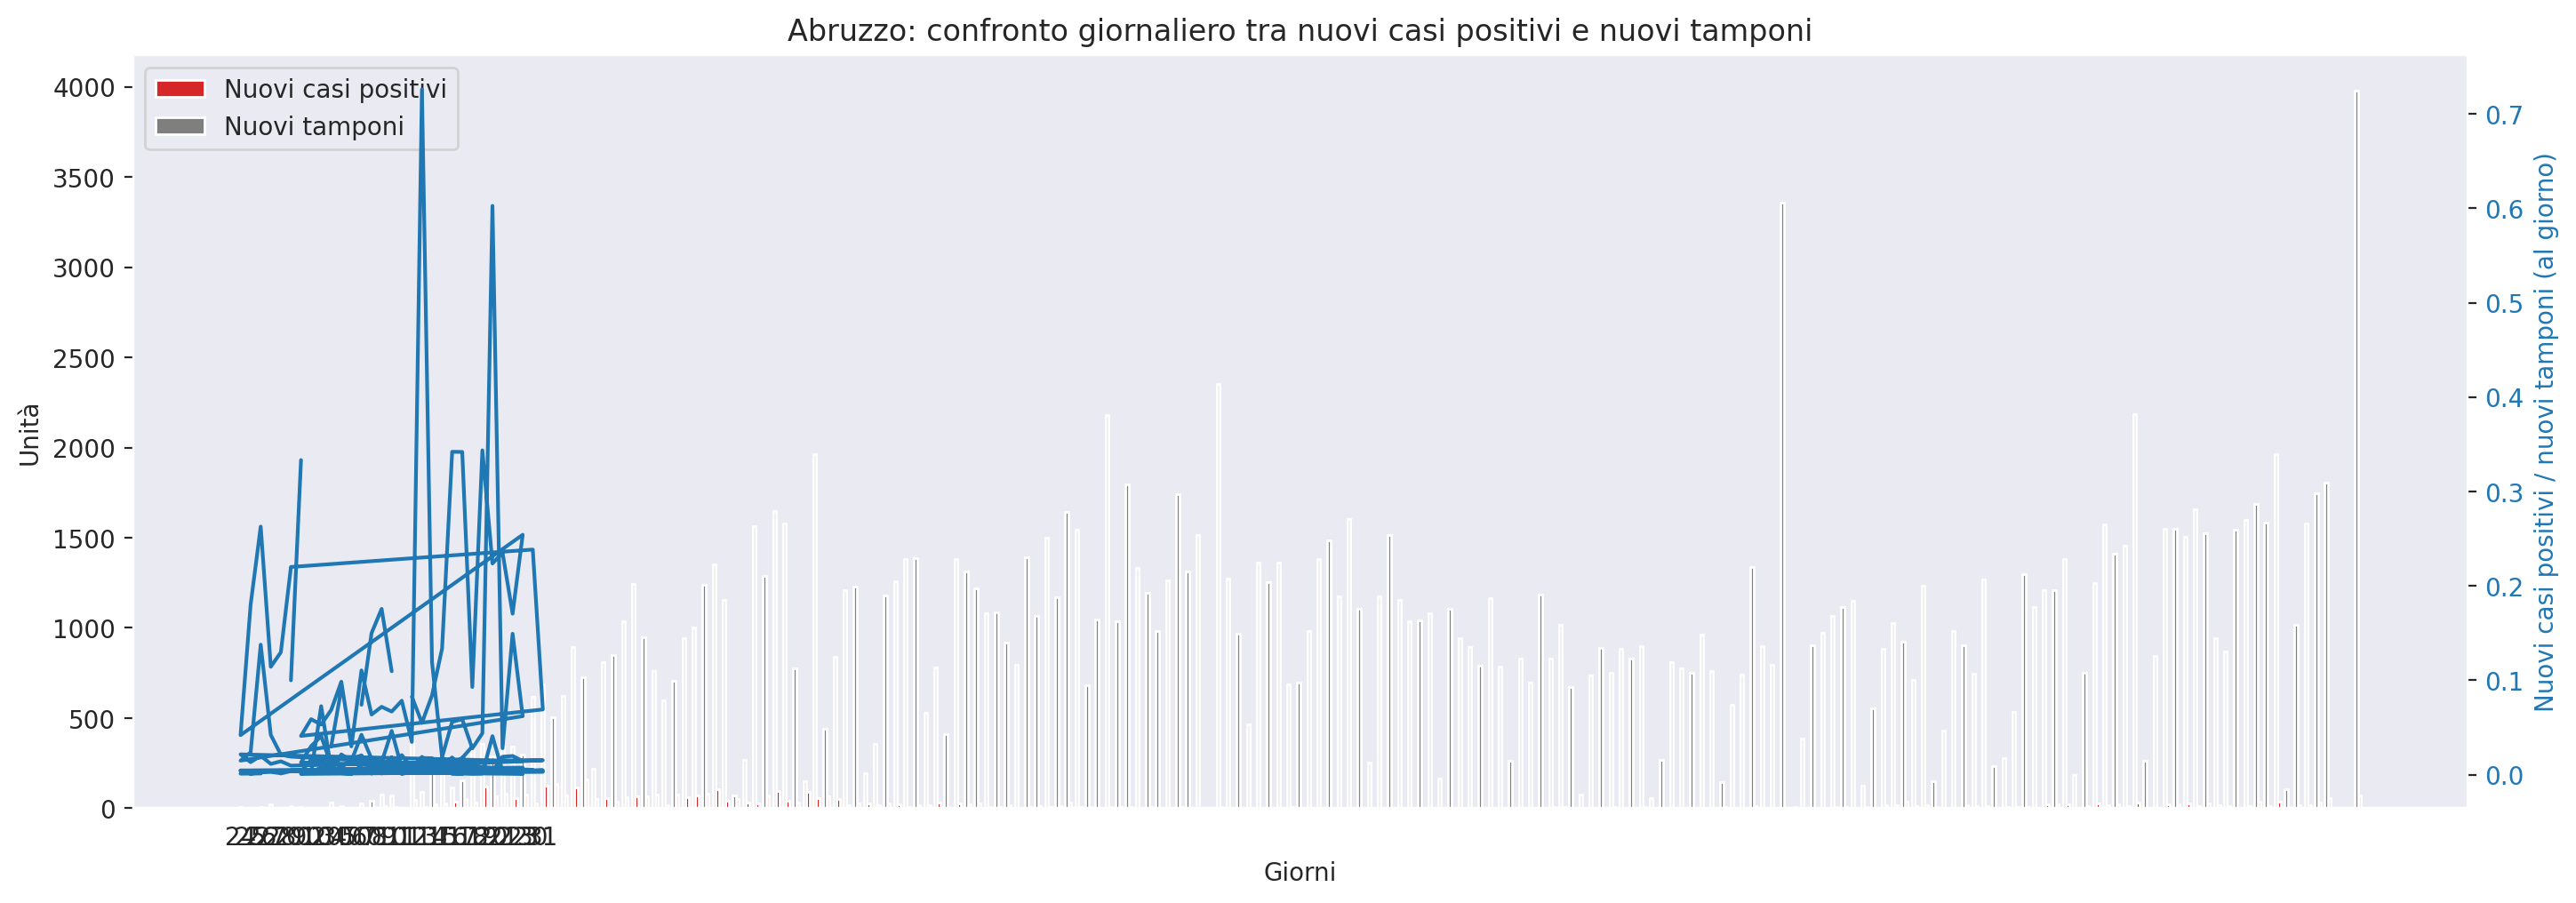 Abruzzo: confronto giornaliero tra nuovi casi positivi e nuovi tamponi
Nuovi casi positivi
Nuovi tamponi
4000
3500
3000
2500
2000
1500
1000
500
0
Unità
0.7
0.6
0.5
0.4
0.3
0.2
0.1
0.0
Nuovi casi positivi / nuovi tamponi (al giorno)
Giorni